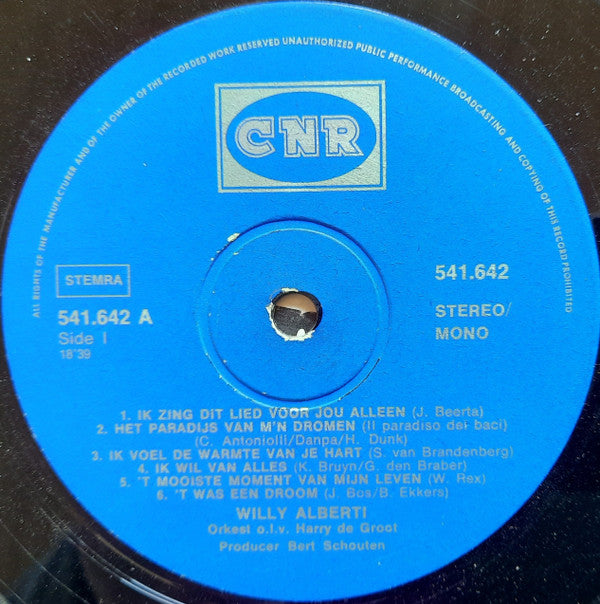 ALL RIGHTS OF THE MANUFACTURER AND OF THE OWNER OF THE RECORDED WORK RESERVED UNAUTHORIZED PUBLIC PERFORMANCE BROADCASTING AND COPYING OF THIS RECORD PROHIBITED
CNR
STEMRA
541.642
541.642 A
STEREO/
Side I
MONO
18'39
1. IK ZING DIT LIED VOOR JOU ALLEEN (J. Beerta)
2. HET PARADIJS VAN M'N DROMEN (Il paradiso dei baci)
(C. Antoniolli/Danpa/H. Dunk)
3. IK VOEL DE WARMTE VAN JE HART (S. van Brandenberg)
4. IK WIL VAN ALLES (K. Bruyn/G. den Braber)
5. 'T MOOISTE MOMENT VAN MIJN LEVEN (W. Rex)
6. 'T WAS EEN DROOM (J. Bos/B. Ekkers)
WILLY ALBERTI
Orkest o.l.v. Harry de Groot
Producer Bert Schouten